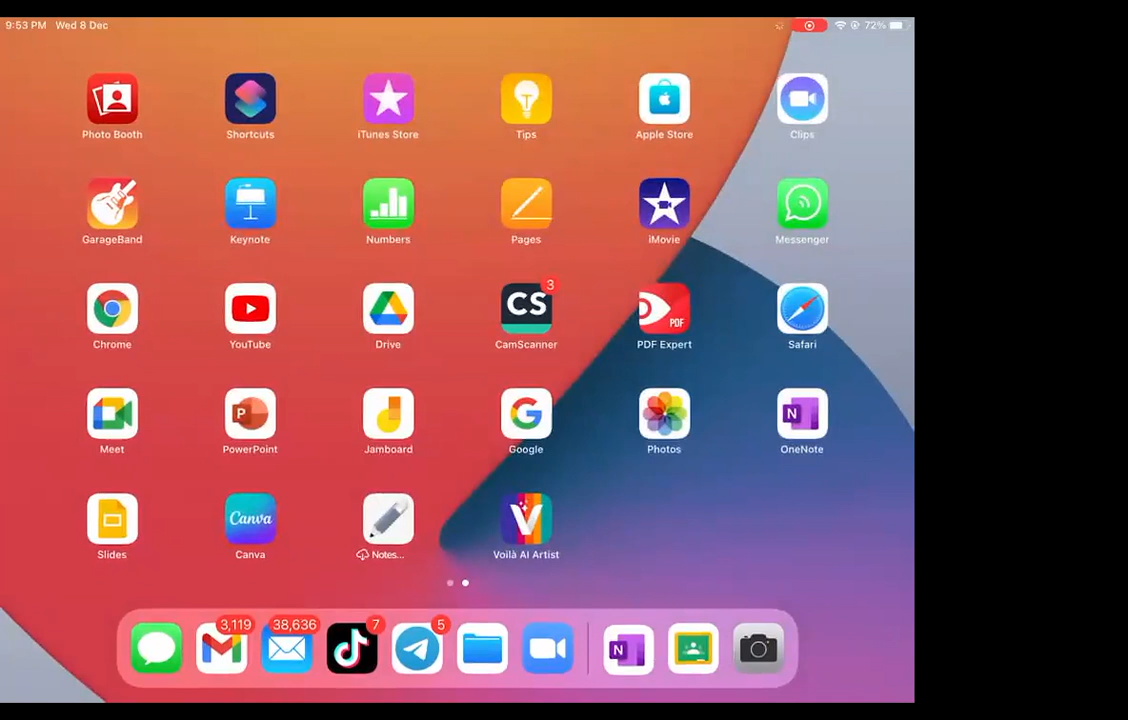 9:53 PM Wed 8 Dec
72%
Photo Booth
Shortcuts
iTunes Store
Tips
Apple Store
Clips
GarageBand
Keynote
Numbers
Pages
iMovie
Messenger
3
CS
PDF
Chrome
YouTube
Drive
CamScanner
PDF Expert
Safari
P
G
N
Meet
PowerPoint
Jamboard
Google
Photos
OneNote
Canva
V
Slides
Canva
Notes...
Voilà AI Artist
3,119
38,636
7
5
N